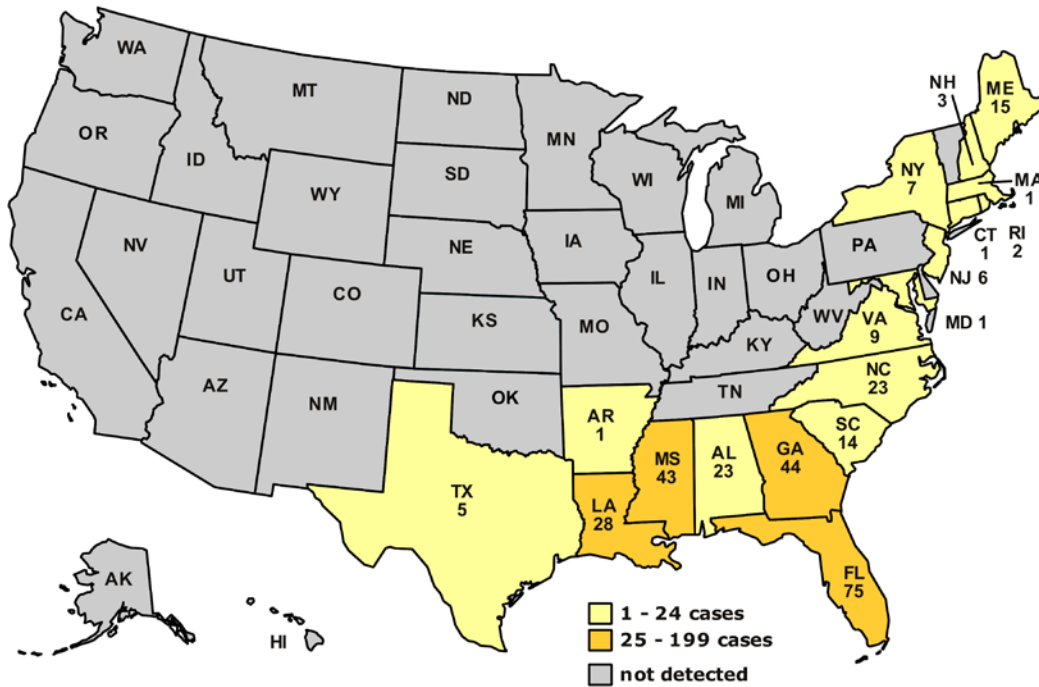 WA
MT
ND
MN
NH
3
ME
15
OR
ID
SD
WI
NY
7
MA
1
WY
MI
NV
NE
IA
PA
CT
1
RI
2
UT
IL
IN
OH
NJ 6
CA
CO
KS
MO
WV
VA
9
MD 1
KY
AZ
NM
OK
TN
NC
23
AR
1
SC
14
MS
43
AL
23
GA
44
TX
5
LA
28
AK
FL
75
HI
1 - 24 cases
25 - 199 cases
not detected